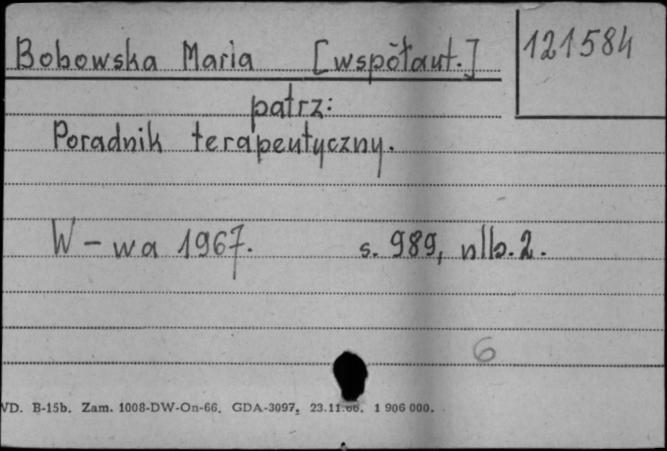 Bobowska Maria [współaut.]
121584
patrz:
Poradnik terapeutyczny.
W-wa 1967. s. 989, nlb. 2.
6
VD. B-15b. Zam. 1008-DW-On-66. GDA-3097, 23.11.66. 1 906 000.